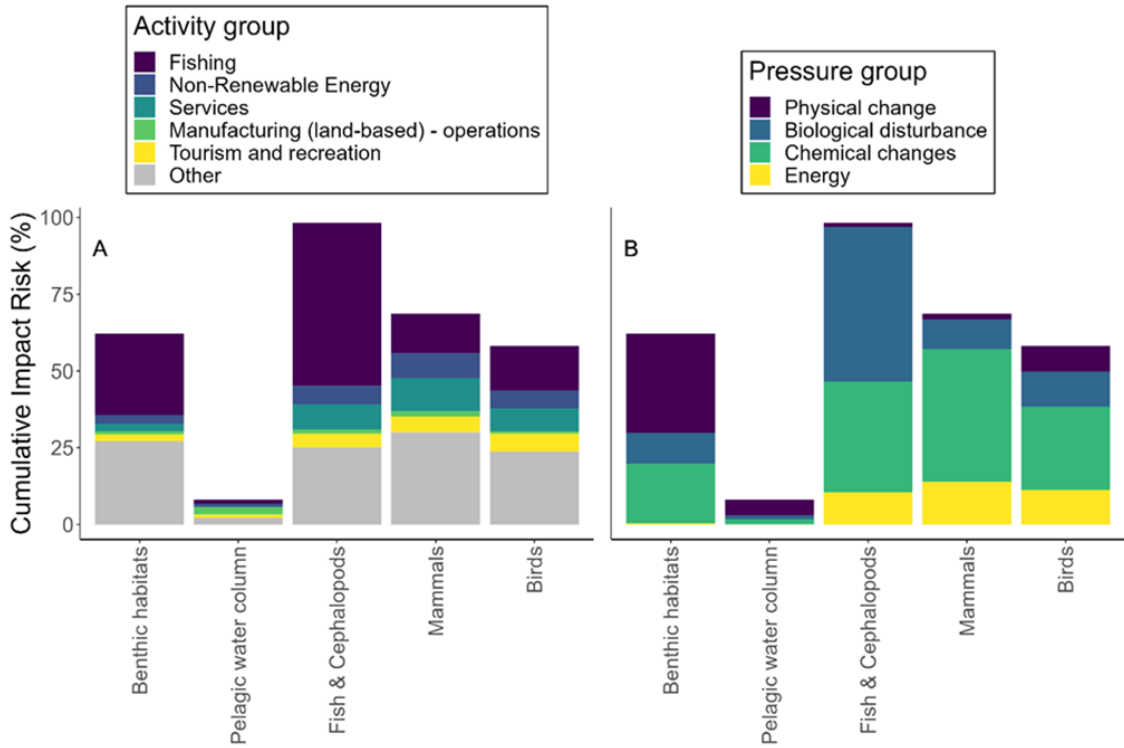 Activity group
Fishing
Non-Renewable Energy
Services
Manufacturing (land-based) - operations
Tourism and recreation
Other
Pressure group
Physical change
Biological disturbance
Chemical changes
Energy
Cumulative Impact Risk (%)
100
75
50
25
0
A
B
Benthic habitats
Pelagic water column
Fish & Cephalopods
Mammals
Birds
Benthic habitats
Pelagic water column
Fish & Cephalopods
Mammals
Birds